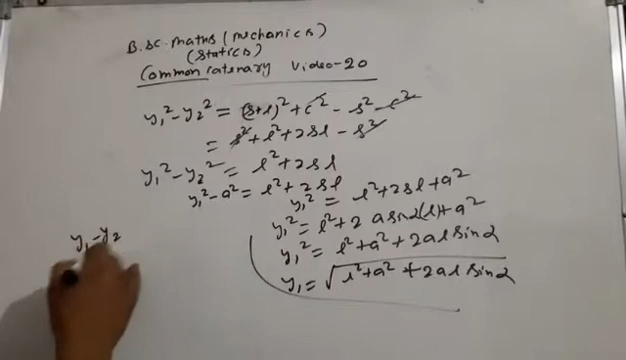 B.SC. maths (mechanics)
(statics)
Common catenary Video-20
y₁² - y₂² = (s+l)² + c² - s² - c²
= s² + l² + 2sl - s²
y₁² - y₂² = l² + 2sl
y₁² - a² = l² + 2sl
y₁² = l² + 2sl + a²
y₁² = l² + 2 a sinα(l) + a²
y₁² = l² + a² + 2al sinα
y₁ = √l² + a² + 2al sinα
y₁ - y₂